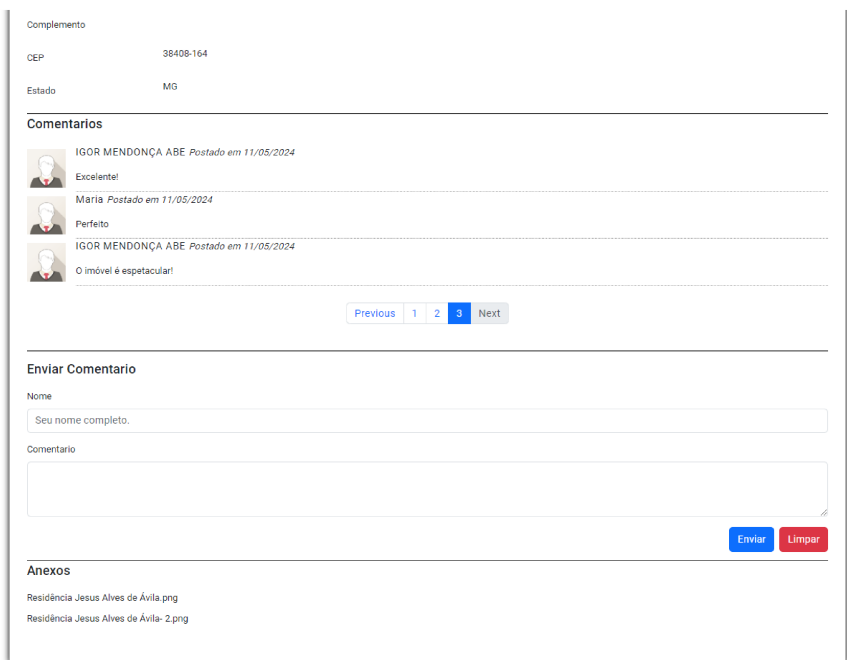 Complemento
CEP 38408-164
Estado MG
Comentarios
IGOR MENDONÇA ABE Postado em 11/05/2024
Excelente!
Maria Postado em 11/05/2024
Perfeito
IGOR MENDONÇA ABE Postado em 11/05/2024
O imóvel é espetacular!
Previous 1 2 3 Next
Enviar Comentario
Nome
Seu nome completo.
Comentario
Enviar Limpar
Anexos
Residência Jesus Alves de Ávila.png
Residência Jesus Alves de Ávila- 2.png